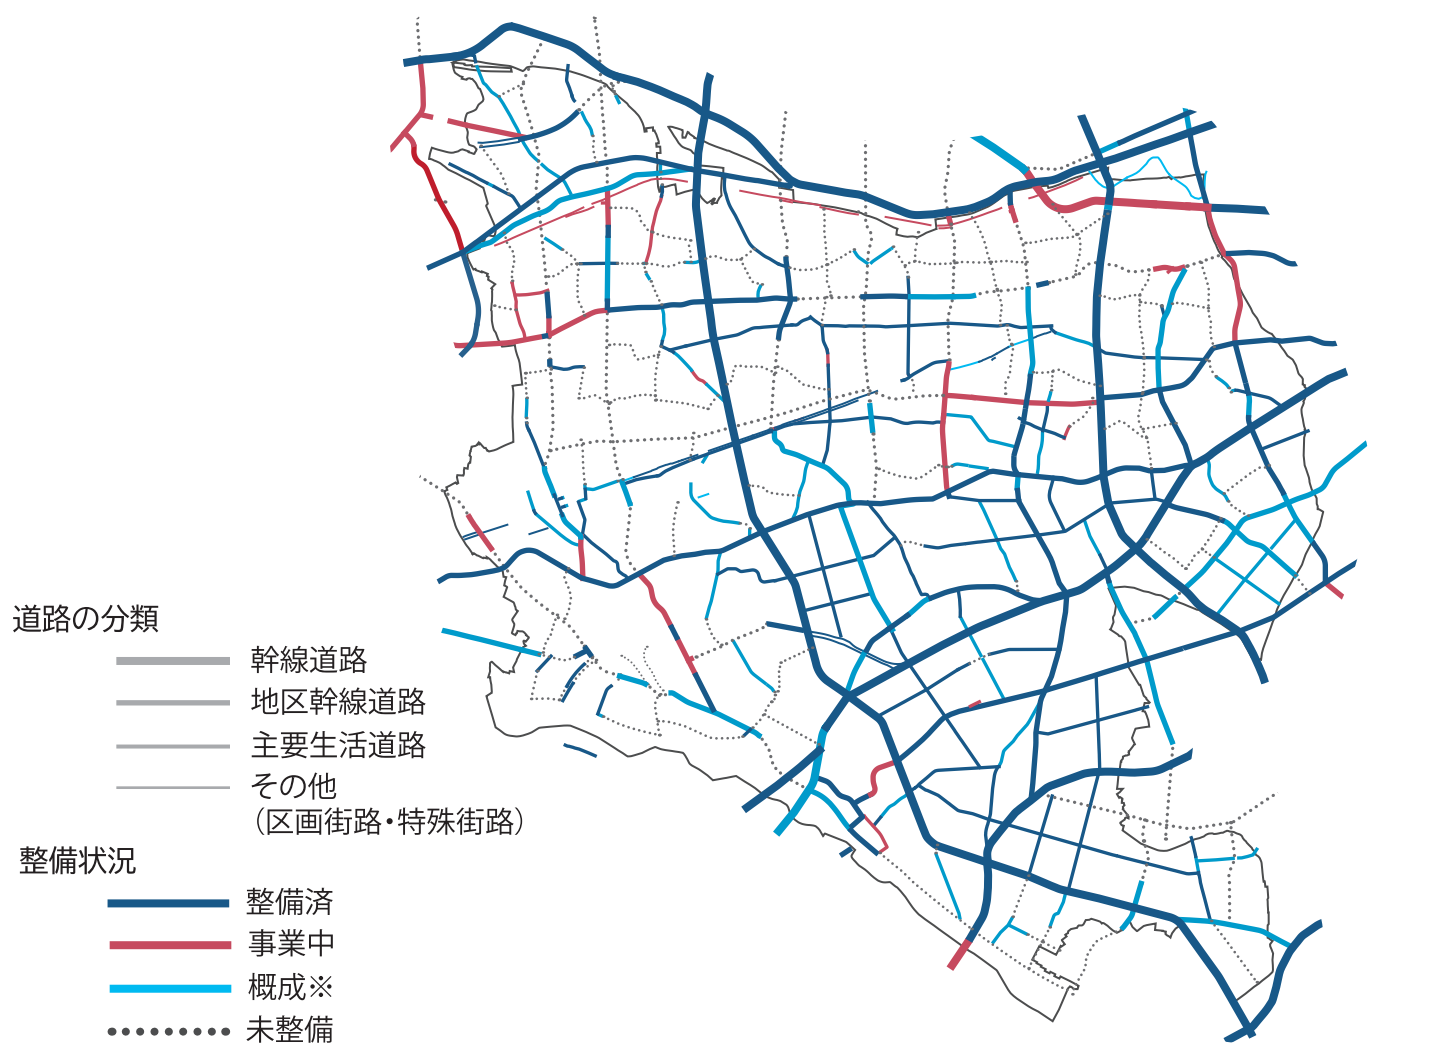 道路の分類
幹線道路
地区幹線道路
主要生活道路
その他
（区画街路・特殊街路）
整備状況
整備済
事業中
概成※
未整備